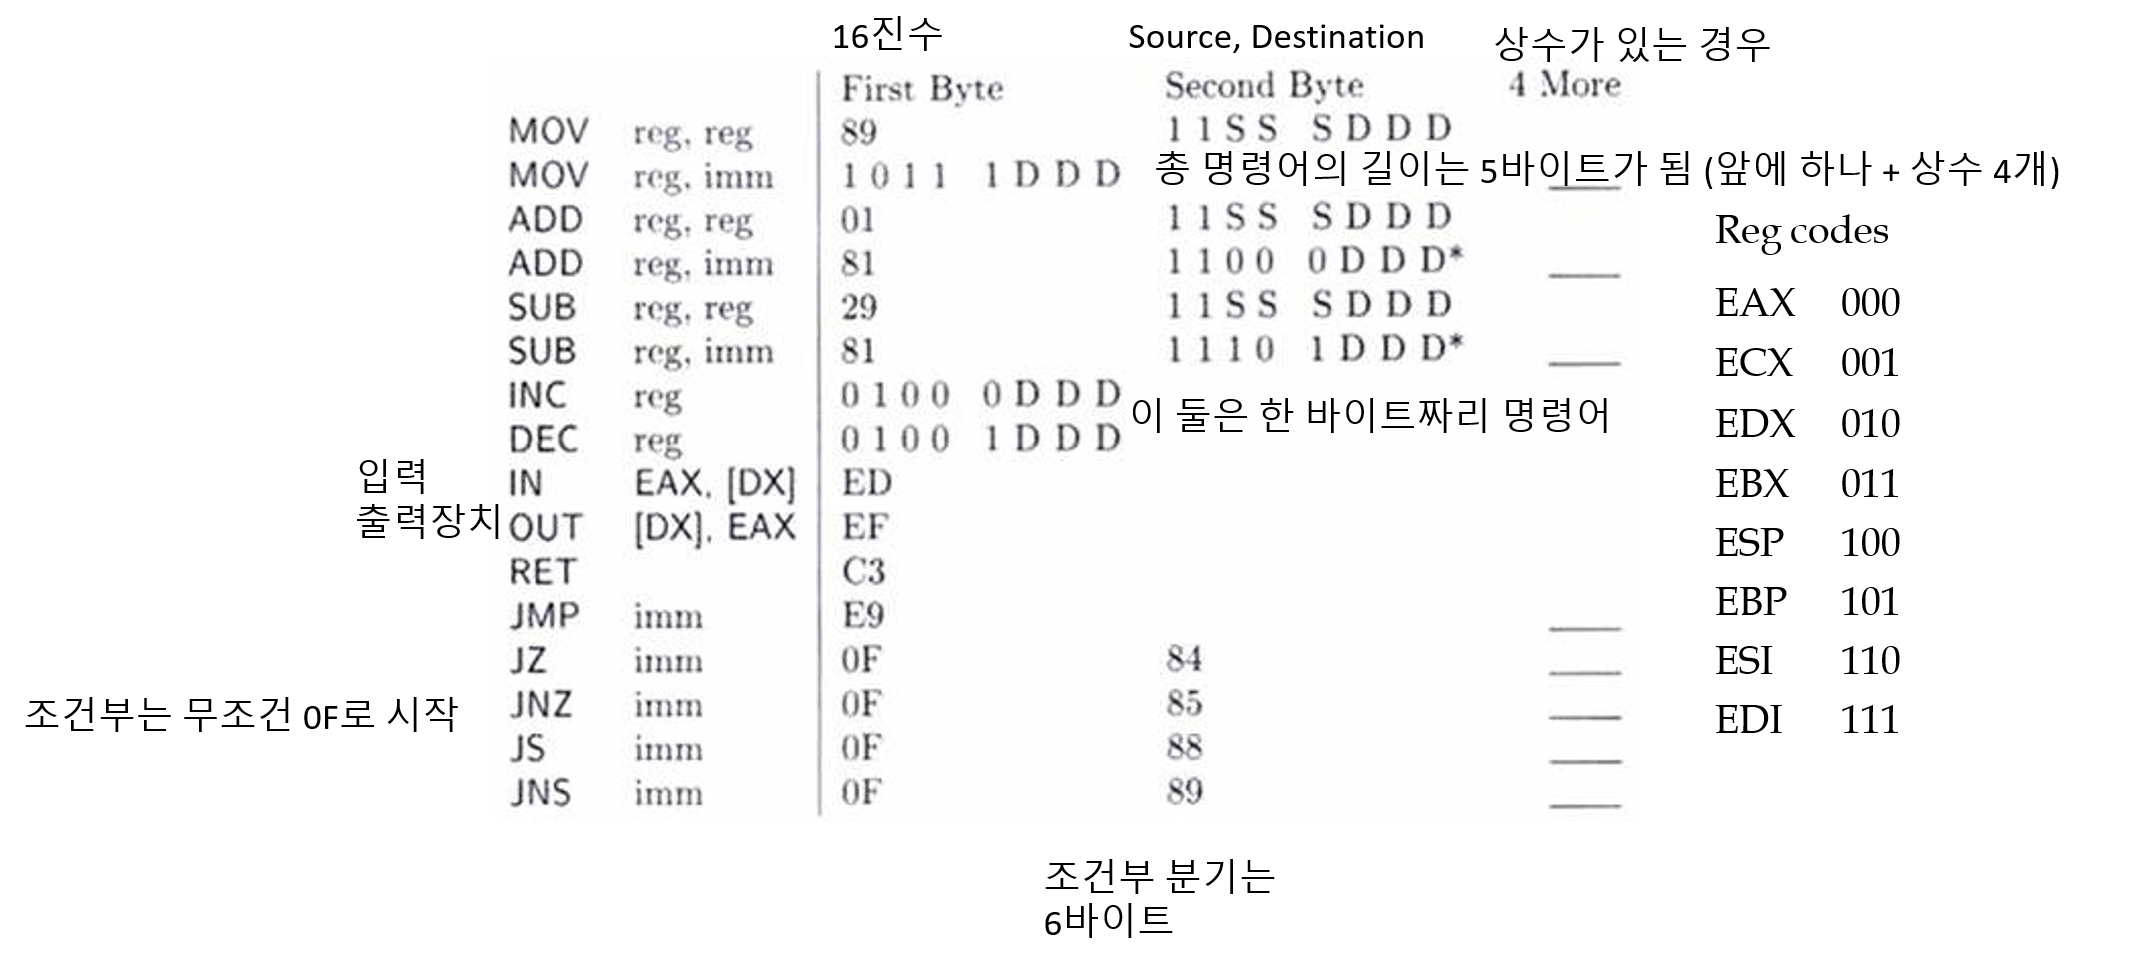 16진수 Source, Destination 상수가 있는 경우
First Byte Second Byte 4 More
MOV reg, reg 89 1 1 S S S D D D
MOV reg, imm 1 0 1 1 1 D D D 총 명령어의 길이는 5바이트가 됨 (앞에 하나 + 상수 4개)
ADD reg, reg 01 1 1 S S S D D D
Reg codes
ADD reg, imm 81 1 1 0 0 0 D D D*
EAX 000
SUB reg, reg 29 1 1 S S S D D D
SUB reg, imm 81 1 1 1 0 1 D D D*
ECX 001
INC reg 0 1 0 0 0 D D D
이 둘은 한 바이트짜리 명령어
EDX 010
DEC reg 0 1 0 0 1 D D D
입력 IN EAX, [DX] ED
EBX 011
출력장치 OUT [DX], EAX EF
ESP 100
RET C3
JMP imm E9
EBP 101
JZ imm 0F 84
ESI 110
JNZ imm 0F 85
조건부는 무조건 0F로 시작
EDI 111
JS imm 0F 88
JNS imm 0F 89
조건부 분기는
6바이트